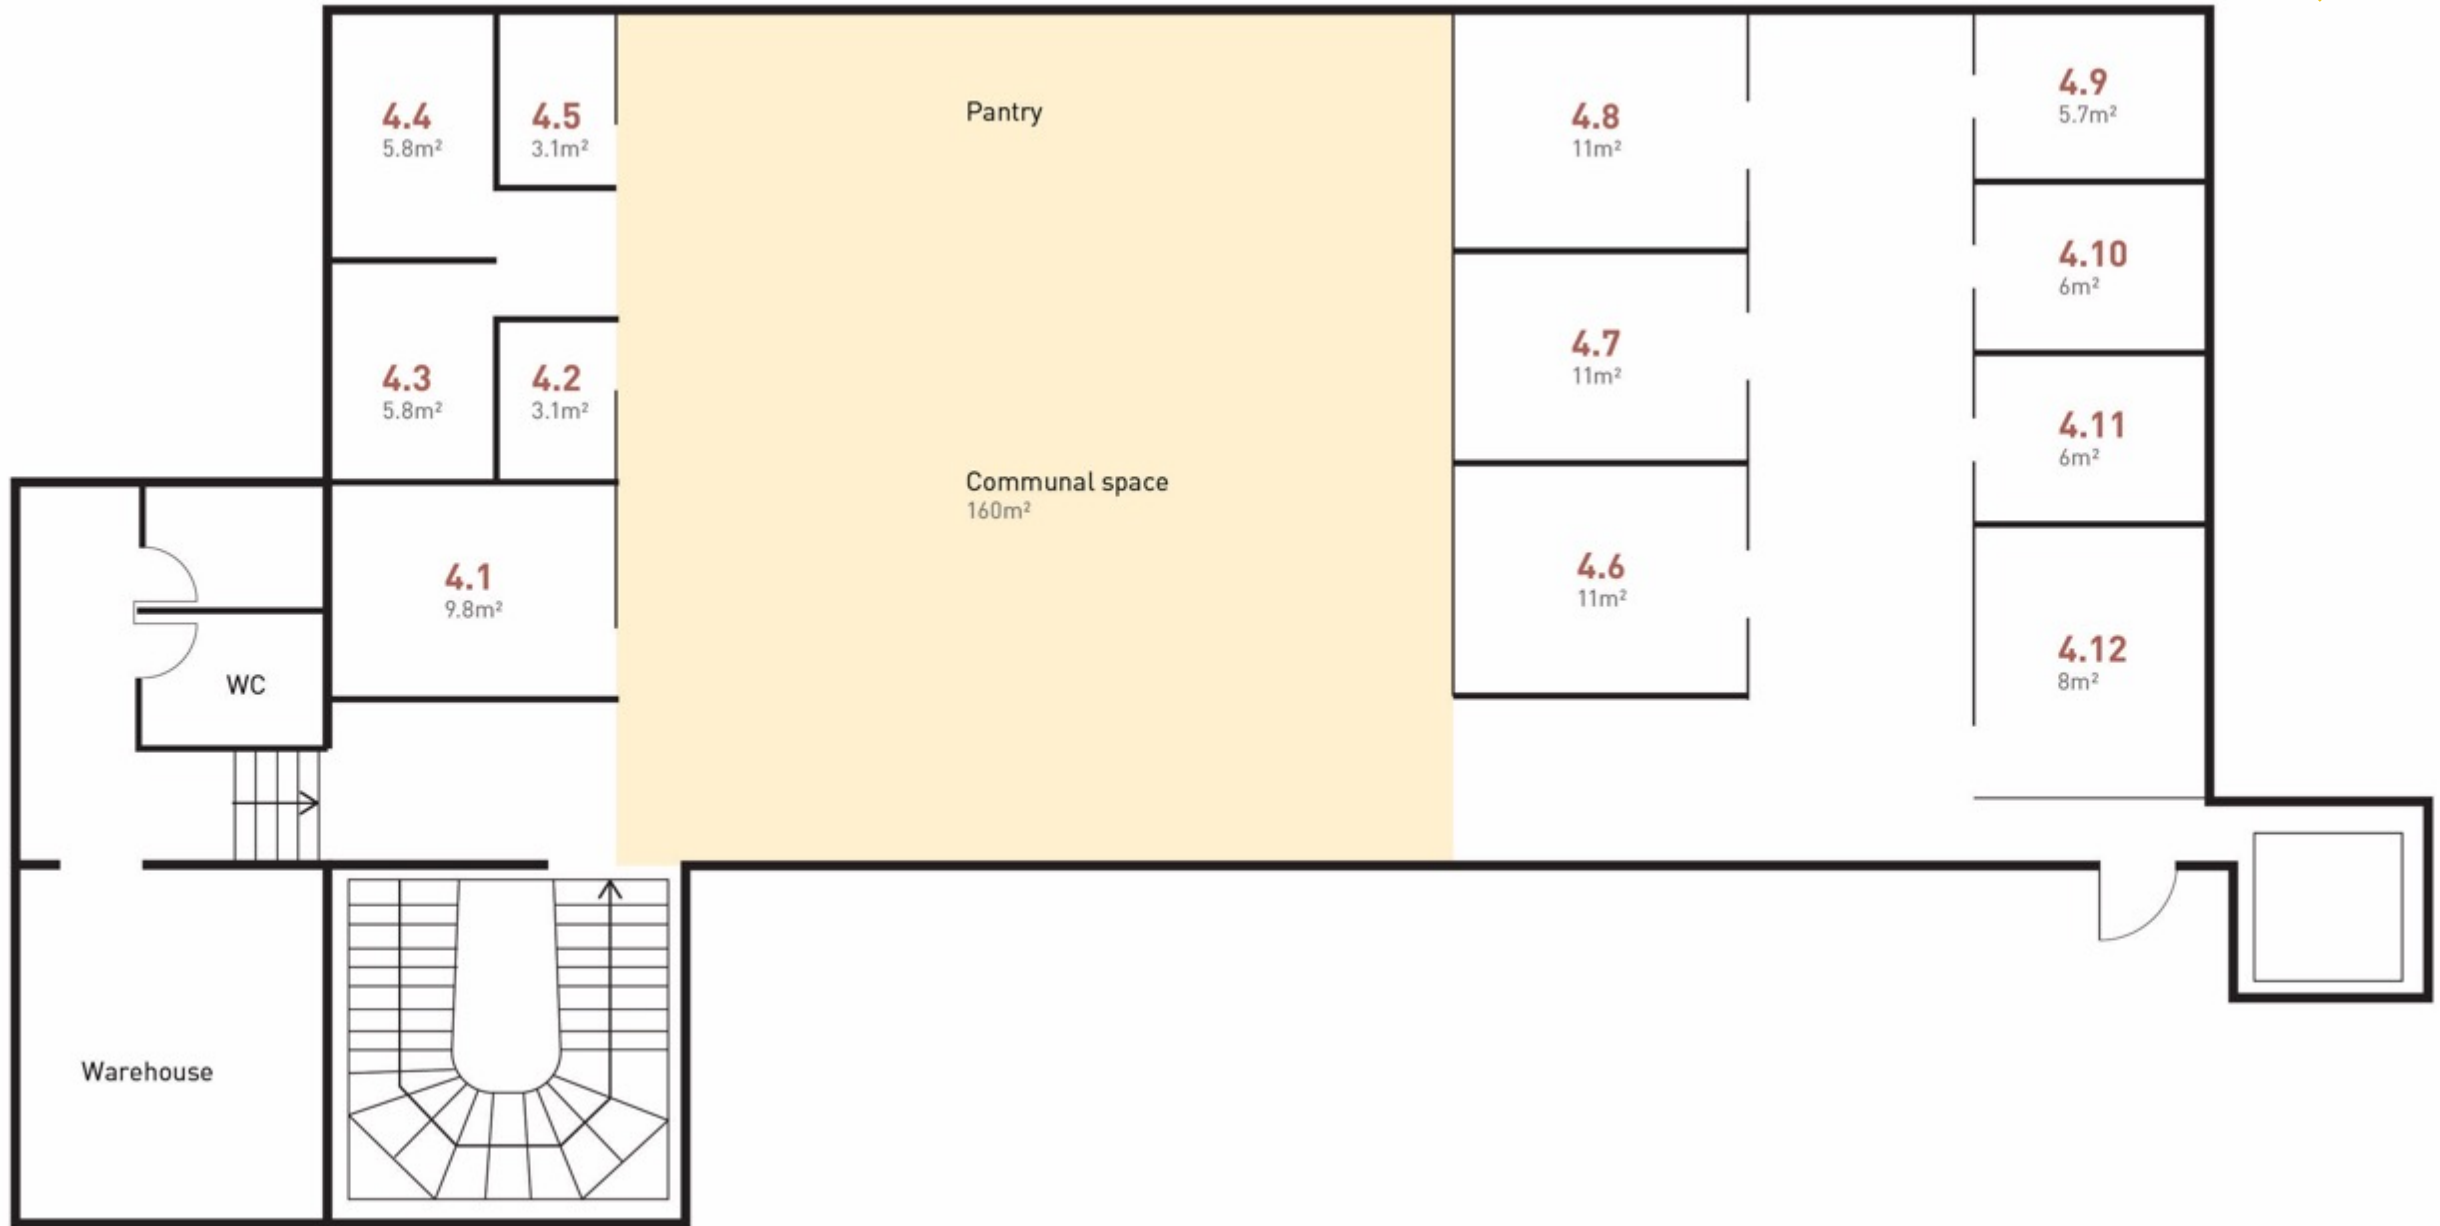 4.4
5.8m²
4.5
3.1m²
Pantry
4.8
11m²
4.9
5.7m²
4.10
6m²
4.3
5.8m²
4.2
3.1m²
4.7
11m²
4.11
6m²
Communal space
160m²
4.1
9.8m²
4.6
11m²
4.12
8m²
WC
Warehouse